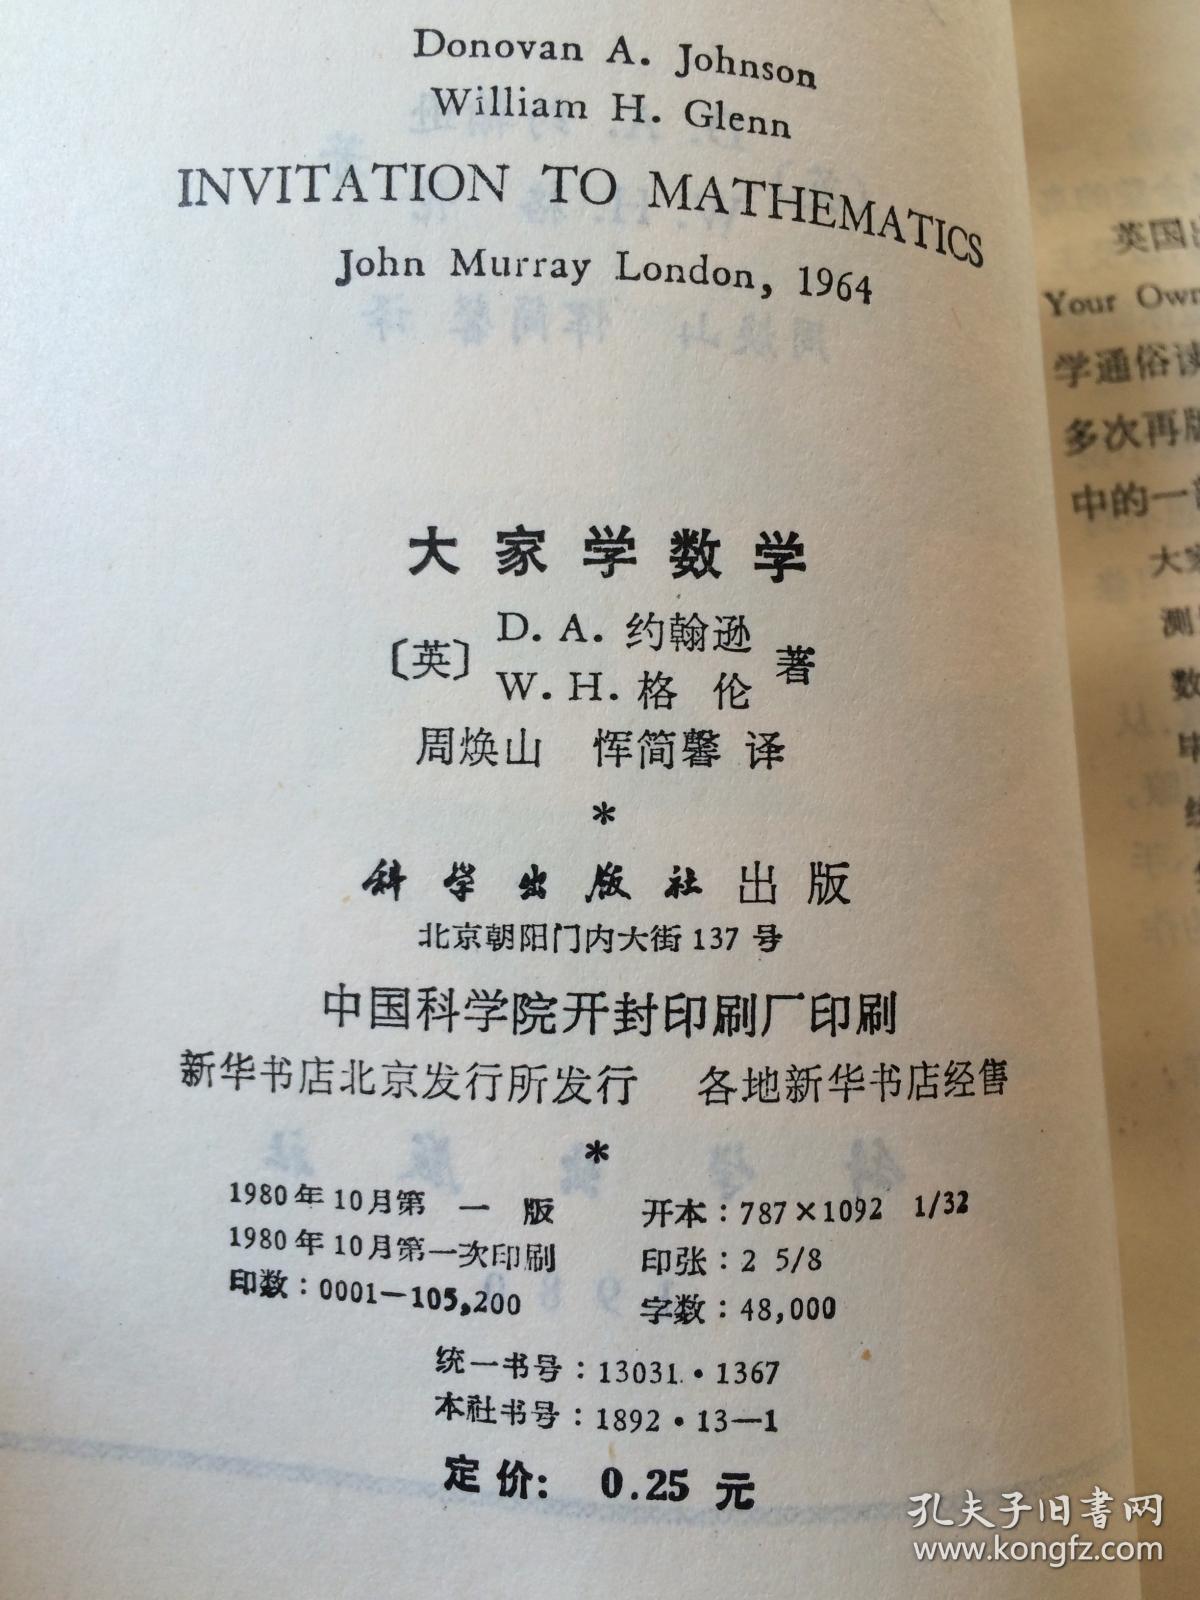 Donovan A. Johnson
William H. Glenn
INVITATION TO MATHEMATICS
John Murray London, 1964
大家学数学
〔英〕 D. A. 约翰逊
W. H. 格伦 著
周焕山 恽简馨 译
*
科学出版社 出版
北京朝阳门内大街 137 号
中国科学院开封印刷厂印刷
新华书店北京发行所发行 各地新华书店经售
*
1980年10月第一版 开本:787×1092 1/32
1980年10月第一次印刷 印张:2 5/8
印数:0001—105,200 字数:48,000
统一书号:13031·1367
本社书号:1892·13—1
定价: 0.25 元
英国
Your Own
学通俗读
多次再版
中的一
大家
测
数
孔夫子旧书网
www.kongfz.com